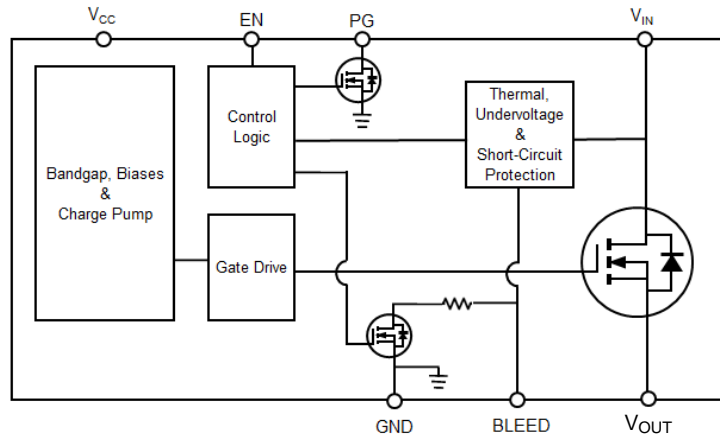 VCC
EN
PG
VIN
Bandgap, Biases
&
Charge Pump
Control
Logic
Thermal,
Undervoltage
&
Short-Circuit
Protection
Gate Drive
GND
BLEED
VOUT